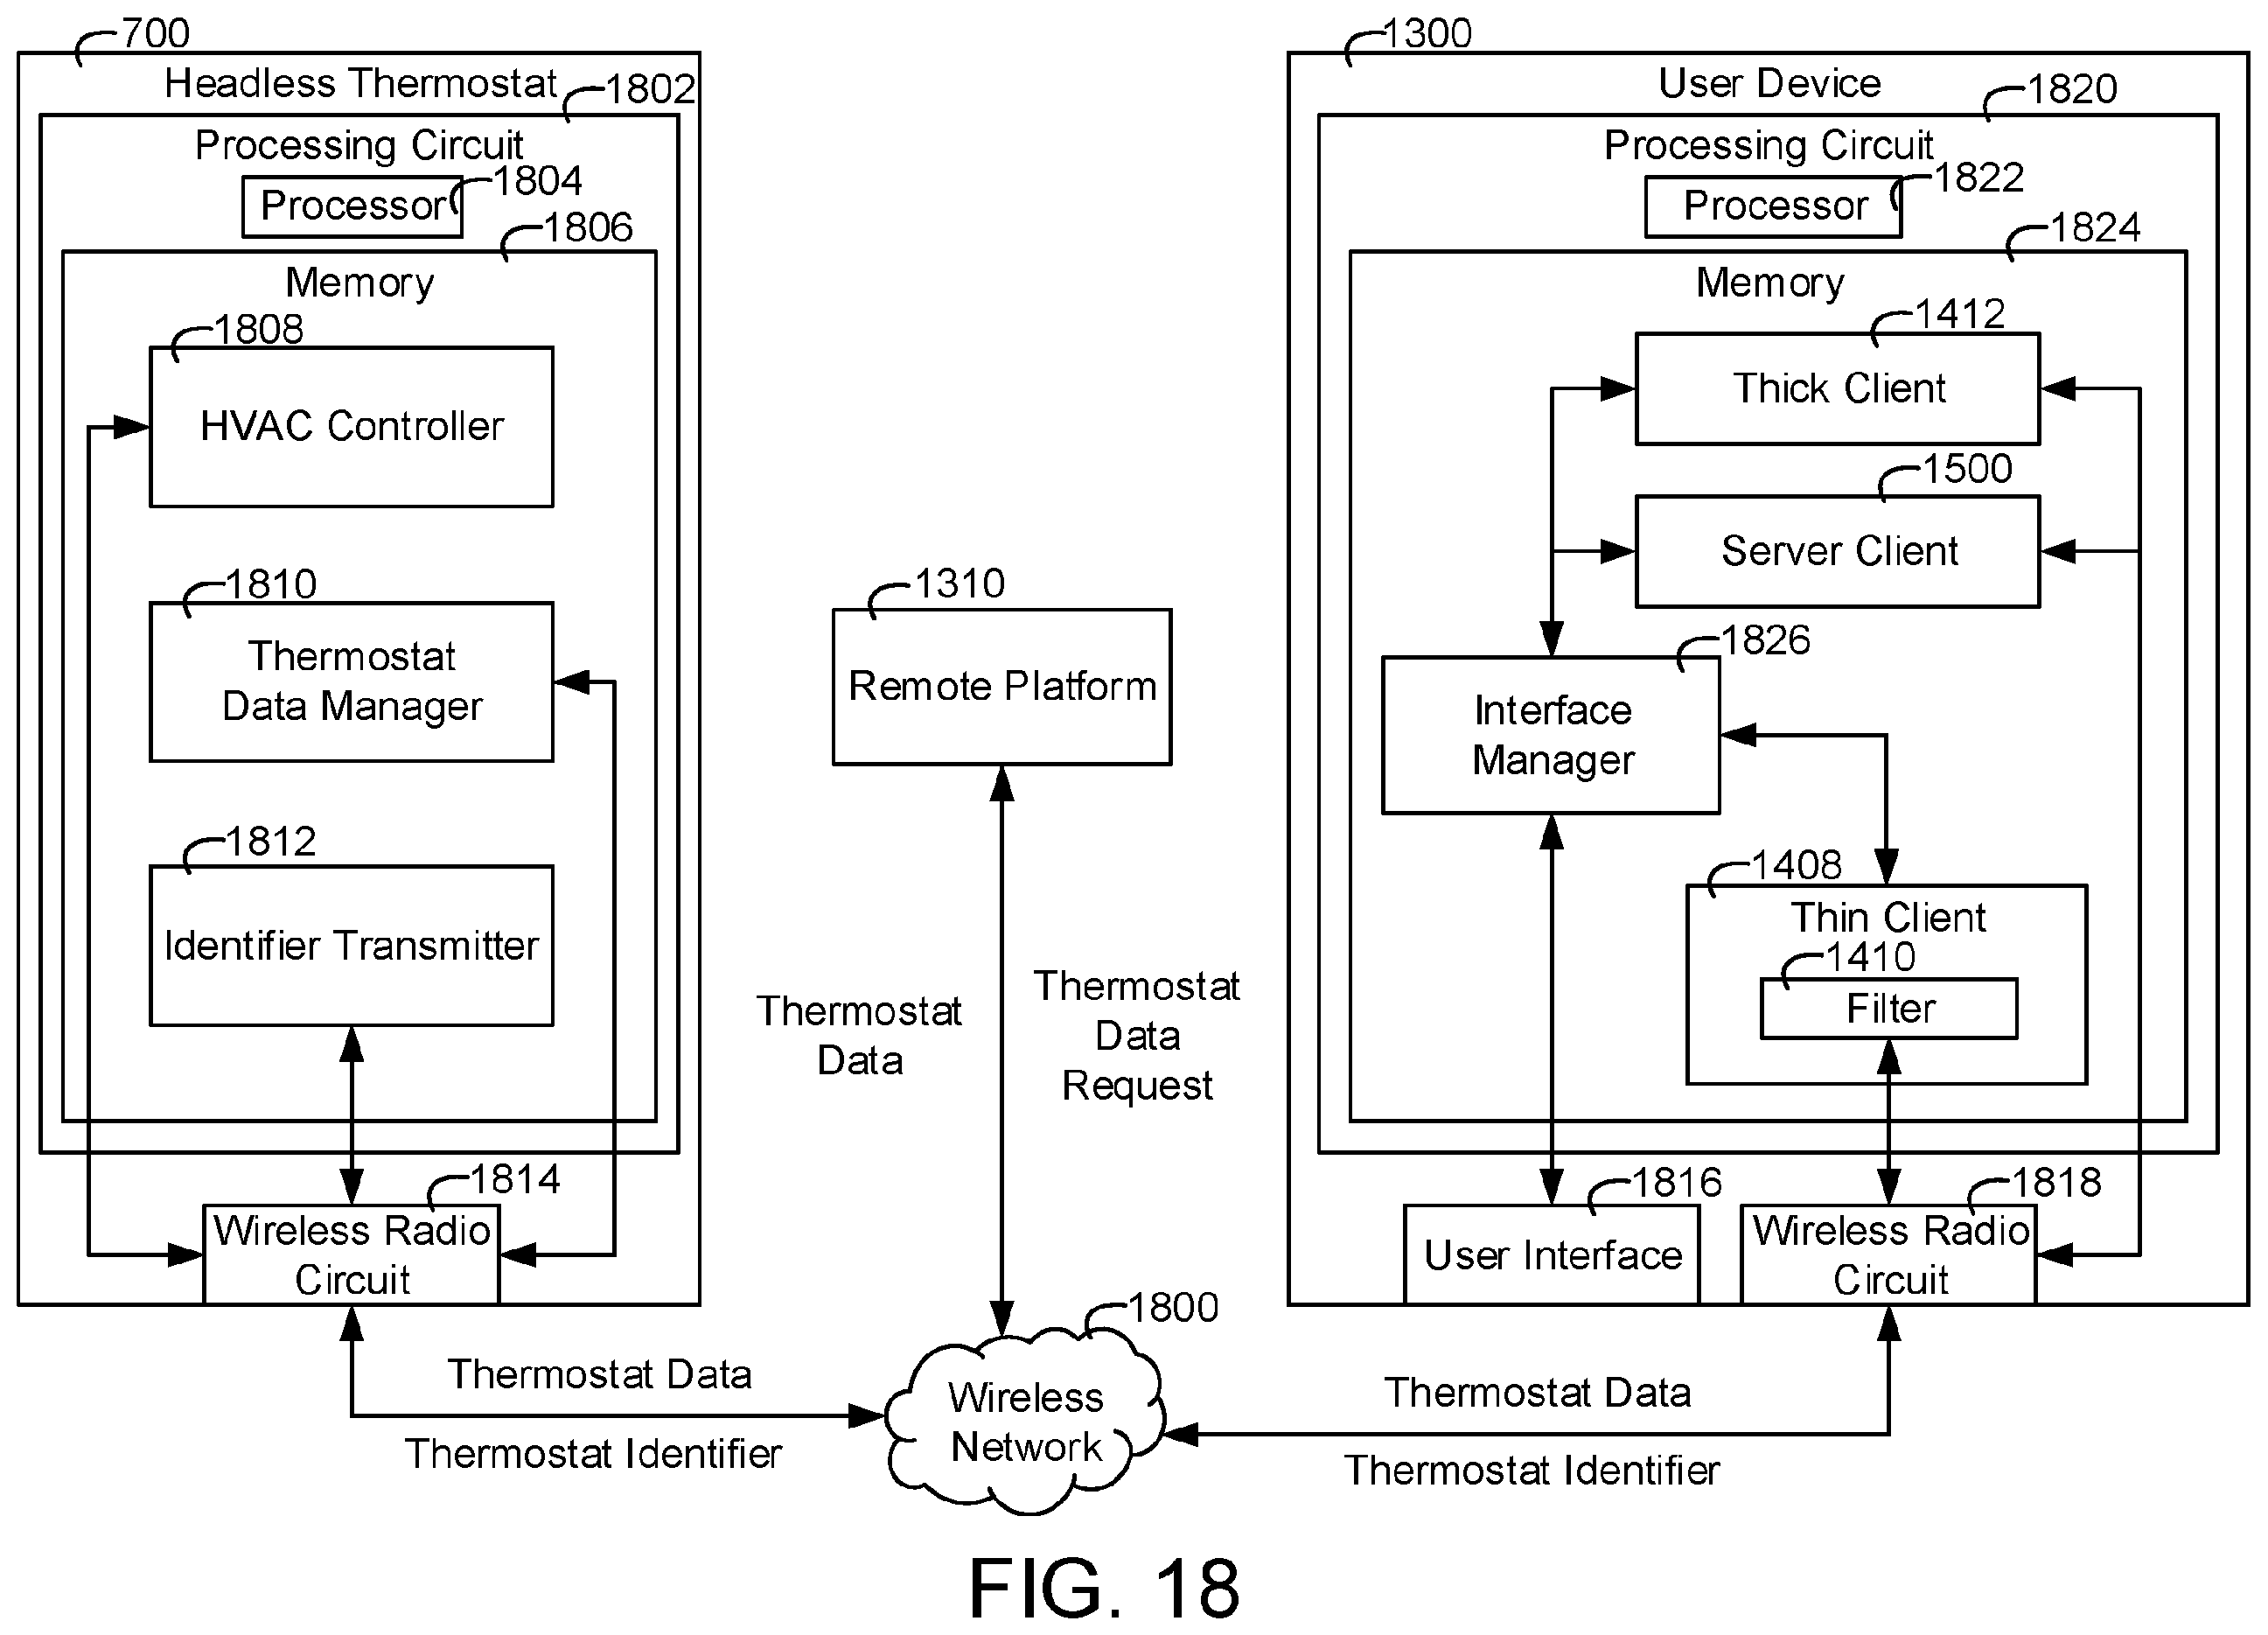 700
Headless Thermostat
1802
Processing Circuit
1804
Processor
1806
Memory
1808
HVAC Controller
1810
Thermostat
Data Manager
1812
Identifier Transmitter
1814
Wireless Radio
Circuit
1310
Remote Platform
Thermostat
Data
Thermostat
Data
Request
1300
User Device
1820
Processing Circuit
1822
Processor
1824
Memory
1412
Thick Client
1500
Server Client
1826
Interface
Manager
1408
Thin Client
1410
Filter
1816
User Interface
1818
Wireless Radio
Circuit
1800
Wireless
Network
Thermostat Data
Thermostat Identifier
Thermostat Data
Thermostat Identifier
FIG. 18